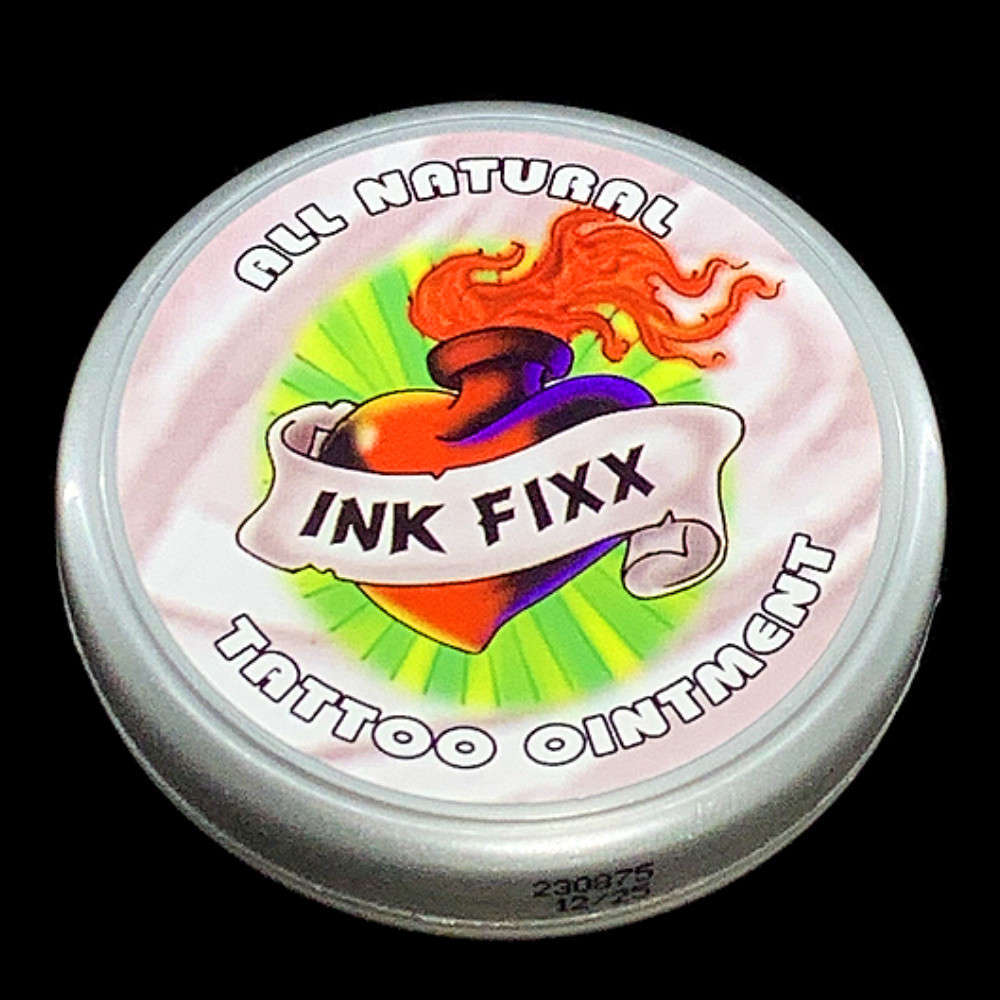 ALL NATURAL
INK FIXX
TATTOO OINTMENT
230875
12/25